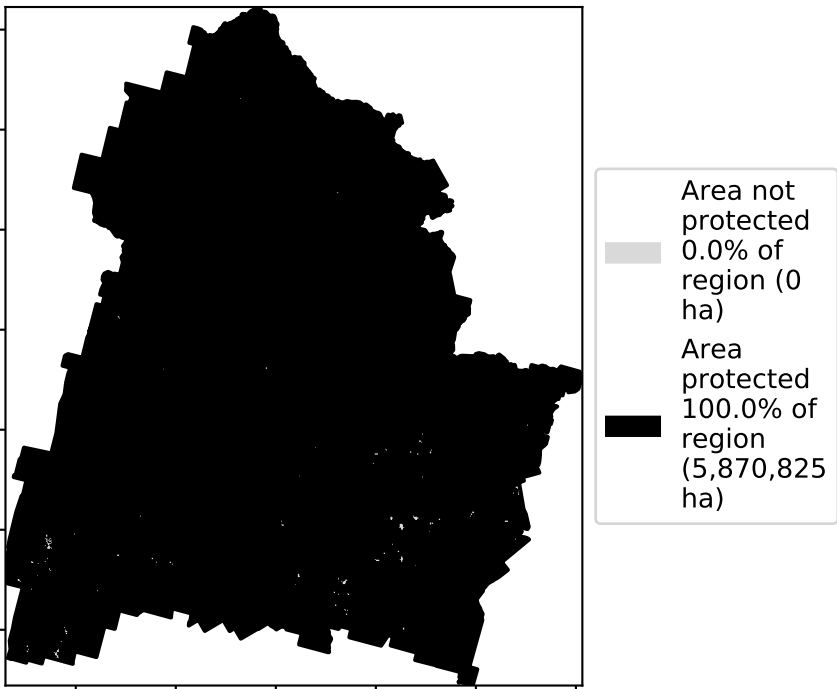 Area not
protected
0.0% of
region (0
ha)
Area
protected
100.0% of
region
(5,870,825
ha)